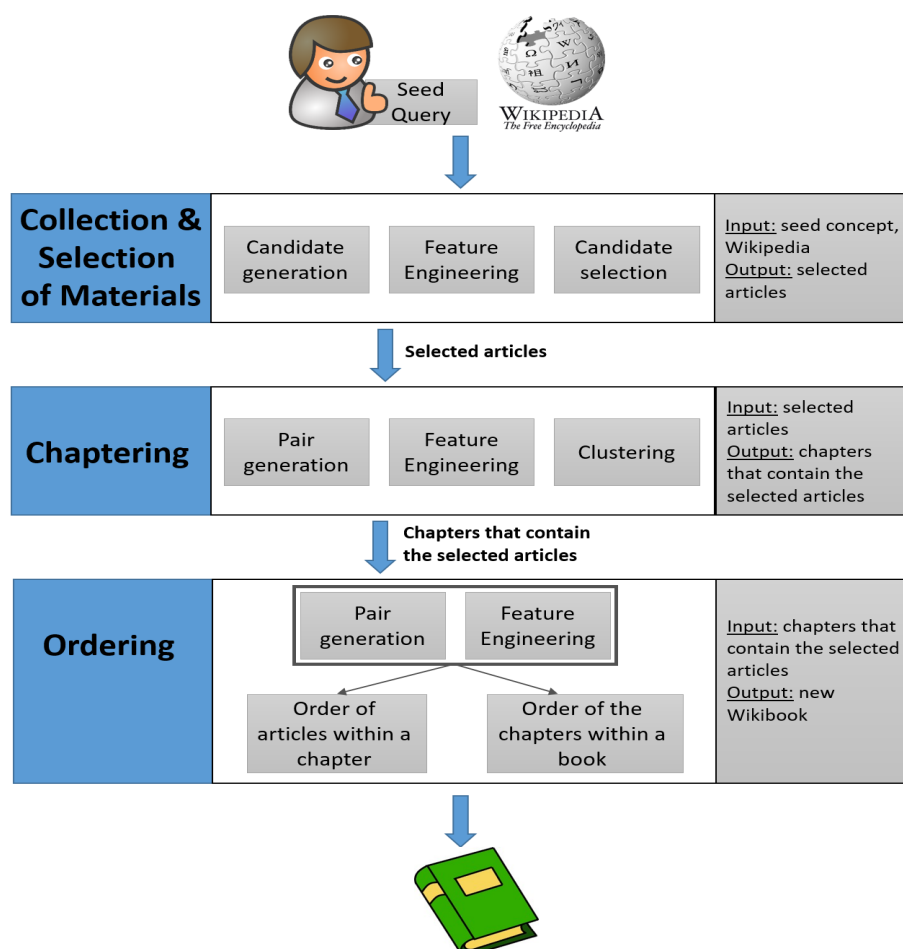 Seed
Query
WIKIPEDIA
The Free Encyclopedia
Collection &
Selection
of Materials
Candidate
generation
Feature
Engineering
Candidate
selection
Input: seed concept,
Wikipedia
Output: selected
articles
Selected articles
Chaptering
Pair
generation
Feature
Engineering
Clustering
Input: selected
articles
Output: chapters
that contain the
selected articles
Chapters that contain
the selected articles
Ordering
Pair
generation
Feature
Engineering
Order of
articles within a
chapter
Order of the
chapters within a
book
Input: chapters that
contain the selected
articles
Output: new
Wikibook